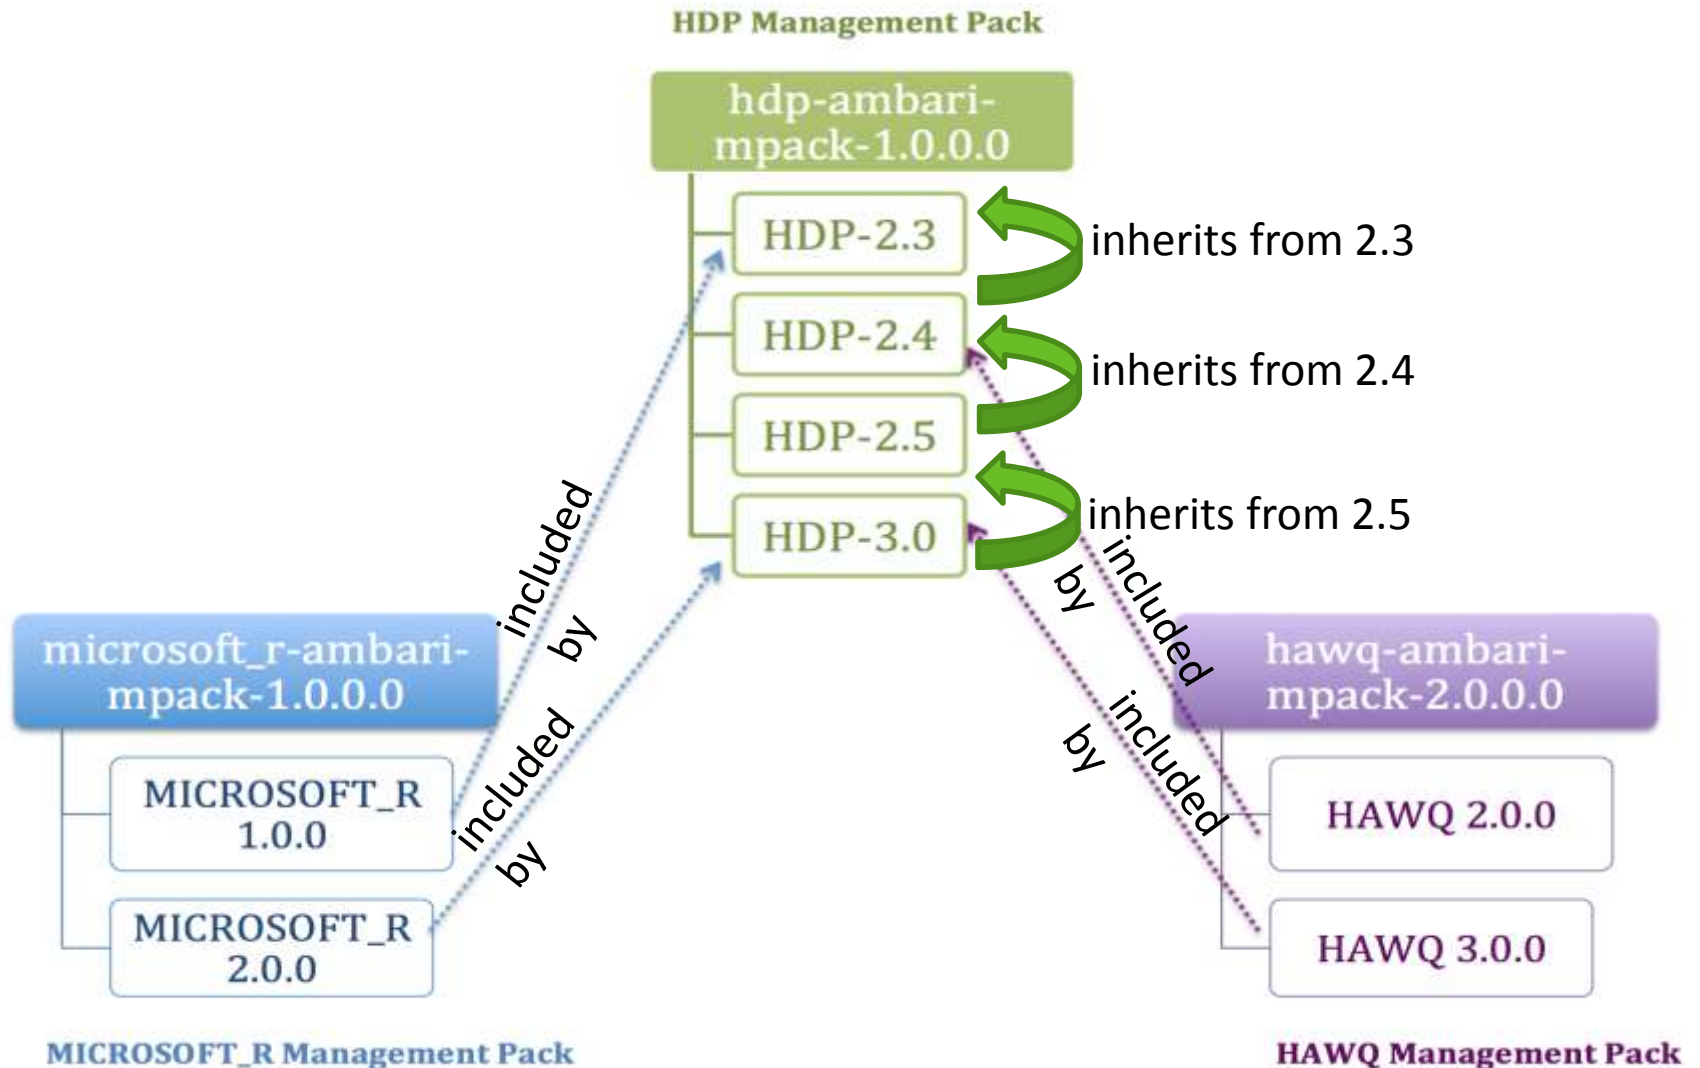 HDP Management Pack
hdp-ambari-
mpack-1.0.0.0
HDP-2.3
inherits from 2.3
HDP-2.4
inherits from 2.4
HDP-2.5
HDP-3.0
inherits from 2.5
included
by
included
by
included
by
included
by
microsoft_r-ambari-
mpack-1.0.0.0
MICROSOFT_R
1.0.0
MICROSOFT_R
2.0.0
MICROSOFT_R Management Pack
hawq-ambari-
mpack-2.0.0.0
HAWQ 2.0.0
HAWQ 3.0.0
HAWQ Management Pack